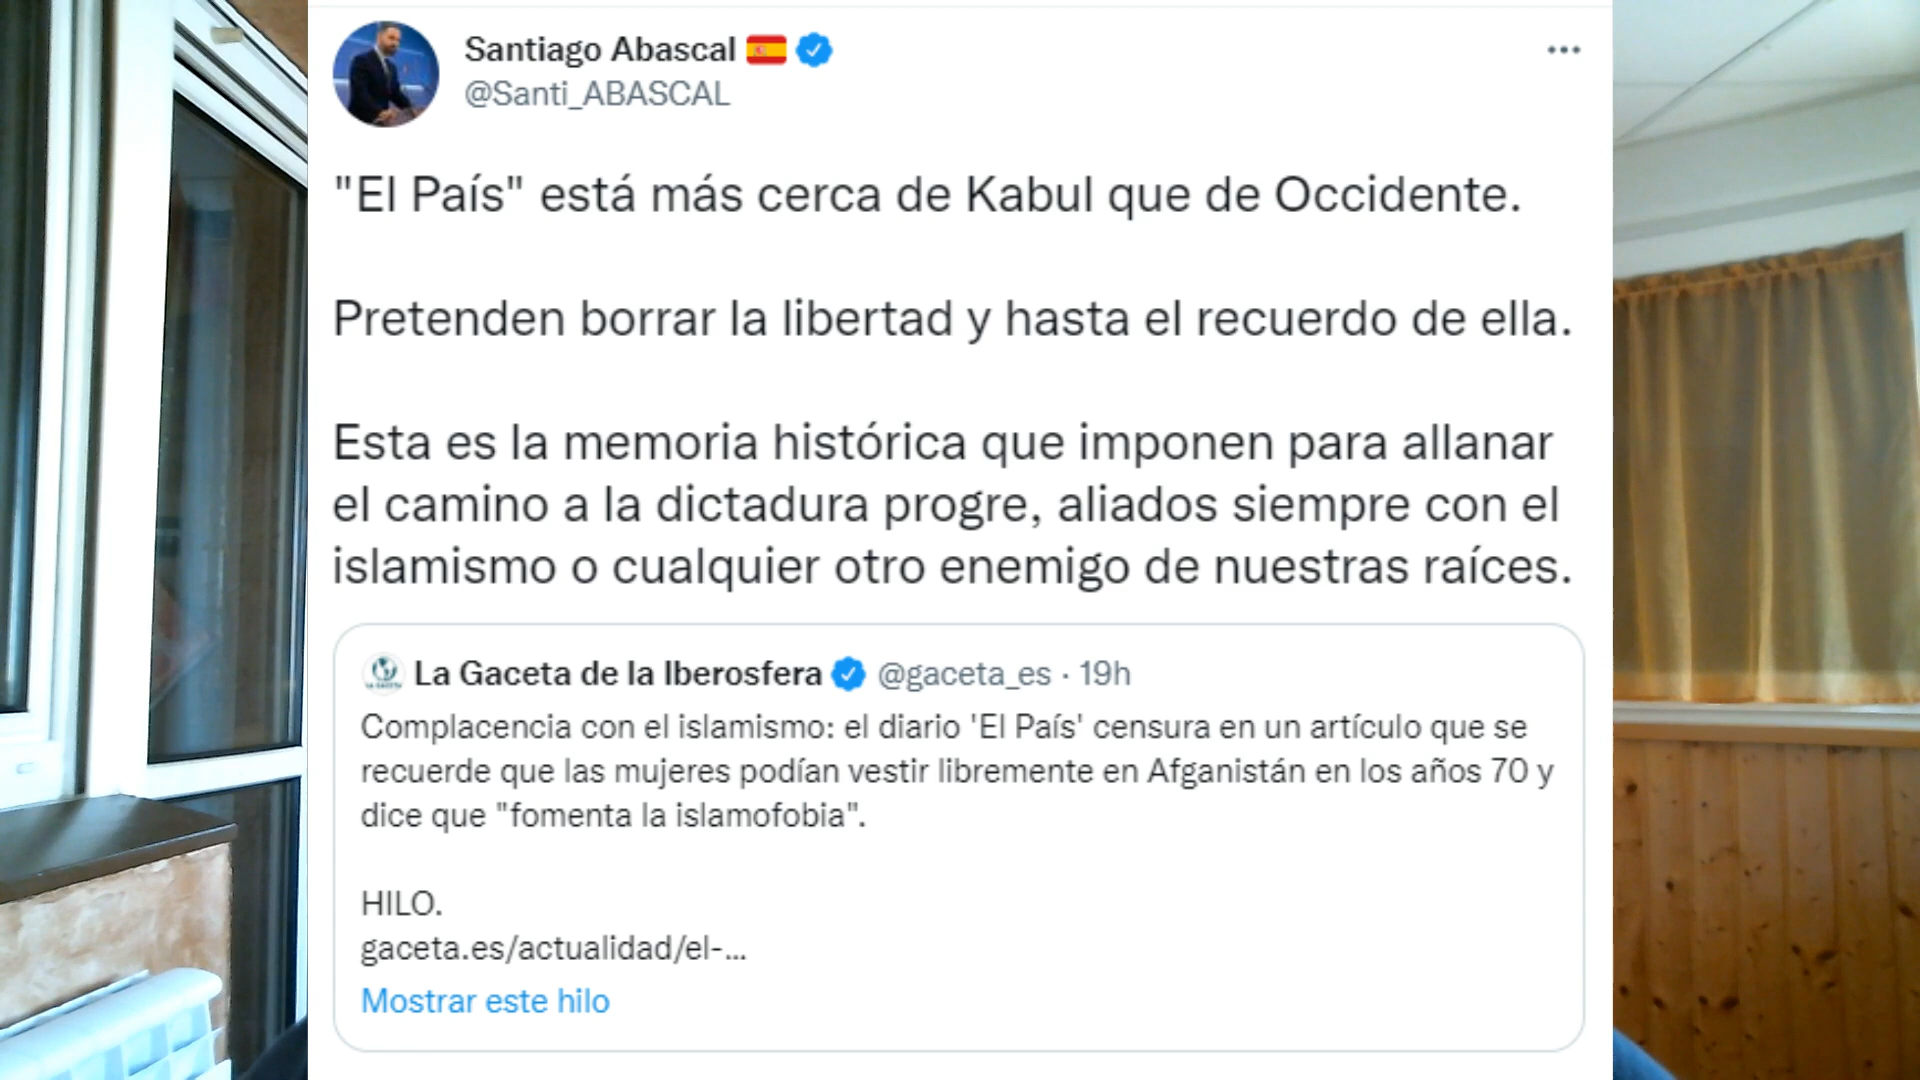 Santiago Abascal
@Santi_ABASCAL
"El País" está más cerca de Kabul que de Occidente.
Pretenden borrar la libertad y hasta el recuerdo de ella.
Esta es la memoria histórica que imponen para allanar
el camino a la dictadura progre, aliados siempre con el
islamismo o cualquier otro enemigo de nuestras raíces.
La Gaceta de la Iberosfera @gaceta_es · 19h
Complacencia con el islamismo: el diario 'El País' censura en un artículo que se
recuerde que las mujeres podían vestir libremente en Afganistán en los años 70 y
dice que "fomenta la islamofobia".
HILO.
gaceta.es/actualidad/el-...
Mostrar este hilo